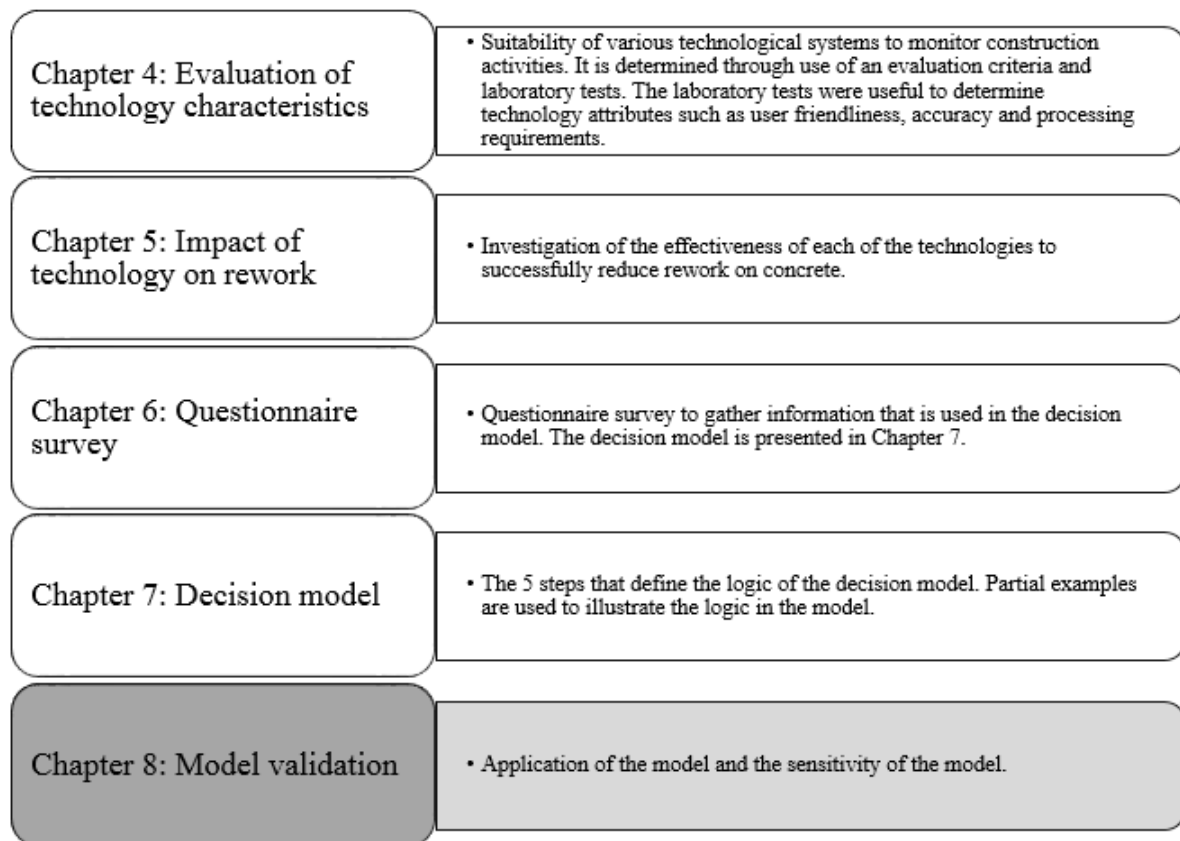 Chapter 4: Evaluation of
technology characteristics
• Suitability of various technological systems to monitor construction
activities. It is determined through use of an evaluation criteria and
laboratory tests. The laboratory tests were useful to determine
technology attributes such as user friendliness, accuracy and processing
requirements.
Chapter 5: Impact of
technology on rework
• Investigation of the effectiveness of each of the technologies to
successfully reduce rework on concrete.
Chapter 6: Questionnaire
survey
• Questionnaire survey to gather information that is used in the decision
model. The decision model is presented in Chapter 7.
Chapter 7: Decision model
• The 5 steps that define the logic of the decision model. Partial examples
are used to illustrate the logic in the model.
Chapter 8: Model validation
• Application of the model and the sensitivity of the model.